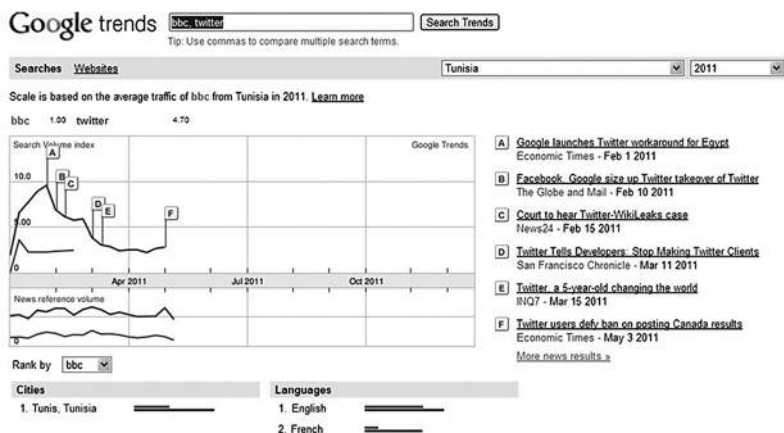 Google trends bbc, twitter Search Trends
Tip: Use commas to compare multiple search terms.
Searches Websites Tunisia 2011
Scale is based on the average traffic of bbc from Tunisia in 2011. Learn more
bbc 1.00 twitter 4.70
Search Volume index Google Trends
A
10.0
B
C
5.00
D
E
F
0
Apr 2011 Jul 2011 Oct 2011
News reference volume
0
A Google launches Twitter workaround for Egypt
Economic Times - Feb 1 2011
B Facebook, Google size up Twitter takeover of Twitter
The Globe and Mail - Feb 10 2011
C Court to hear Twitter-WikiLeaks case
News24 - Feb 15 2011
D Twitter Tells Developers: Stop Making Twitter Clients
San Francisco Chronicle - Mar 11 2011
E Twitter, a 5-year-old changing the world
INQ7 - Mar 15 2011
F Twitter users defy ban on posting Canada results
Economic Times - May 3 2011
More news results »
Rank by bbc
Cities
1. Tunis, Tunisia
Languages
1. English
2. French